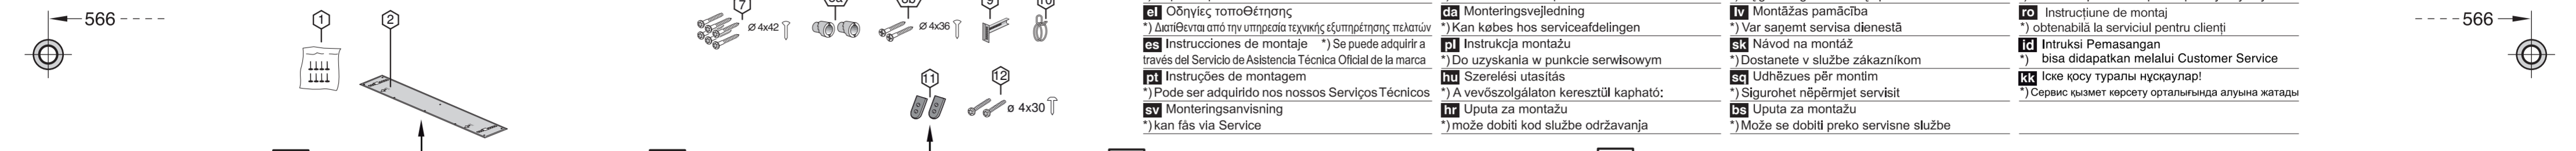 566
1
2
7
Ø 4x42
Ø 4x36
11
12
ø 4x30
el Οδηγίες τοποθέτησης
*) Διατίθενται από την υπηρεσία τεχνικής εξυπηρέτησης πελατών
es Instrucciones de montaje *) Se puede adquirir a
través del Servicio de Asistencia Técnica Oficial de la marca
pt Instruções de montagem
*) Pode ser adquirido nos nossos Serviços Técnicos
sv Monteringsanvisning
*) kan fås via Service
da Monteringsvejledning
*) Kan købes hos serviceafdelingen
pl Instrukcja montażu
*) Do uzyskania w punkcie serwisowym
hu Szerelési utasítás
*) A vevőszolgálaton keresztül kapható:
hr Uputa za montažu
*) može dobiti kod službe održavanja
lv Montāžas pamācība
*) Var saņemt servisa dienestā
sk Návod na montáž
*) Dostanete v službe zákazníkom
sq Udhëzues për montim
*) Sigurohet nëpërmjet servisit
bs Uputa za montažu
*) Može se dobiti preko servisne službe
ro Instrucțiune de montaj
*) obtenabilă la serviciul pentru clienți
id Intruksi Pemasangan
*) bisa didapatkan melalui Customer Service
kk Іске қосу туралы нұсқаулар!
*) Сервис қызмет көрсету орталығында алуына жатады
566